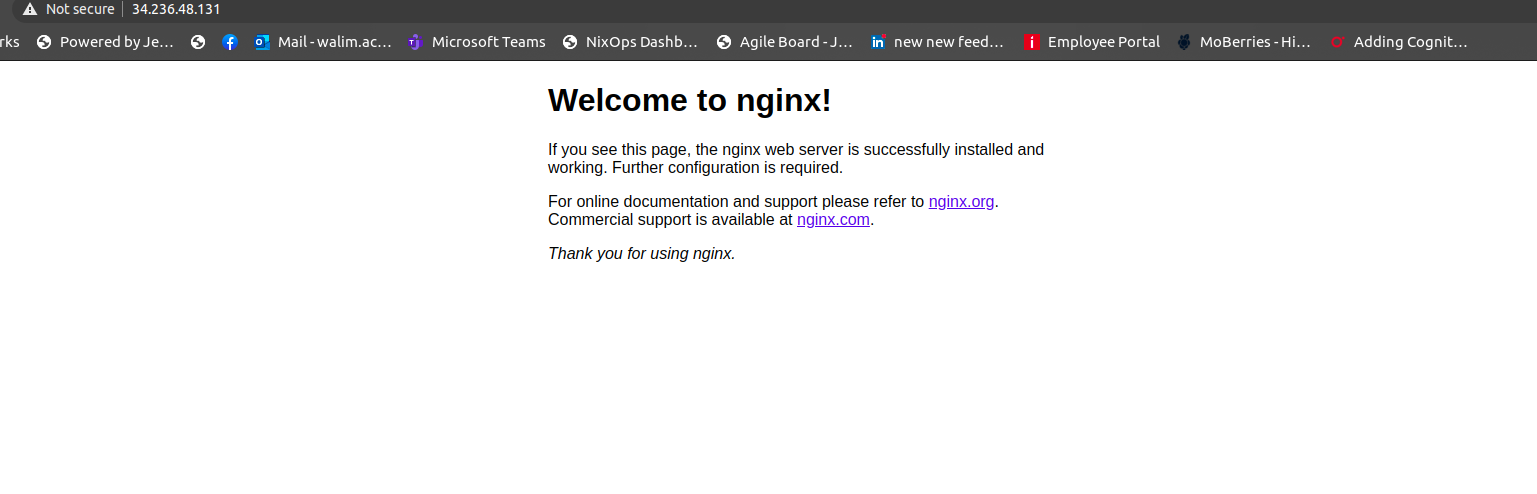 Not secure 34.236.48.131
rks Powered by Je... Mail - walim.ac... Microsoft Teams NixOps Dashb... Agile Board - J... new new feed... Employee Portal MoBerries - Hi... Adding Cognit...
Welcome to nginx!
If you see this page, the nginx web server is successfully installed and
working. Further configuration is required.
For online documentation and support please refer to nginx.org.
Commercial support is available at nginx.com.
Thank you for using nginx.